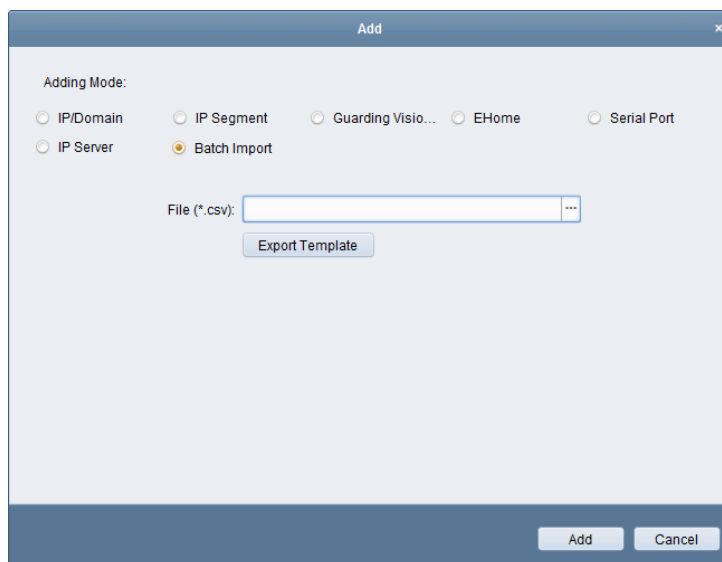 Add
Adding Mode:
IP/Domain IP Segment Guarding Visio... EHome Serial Port
IP Server Batch Import
File (*.csv): ...
Export Template
Add Cancel